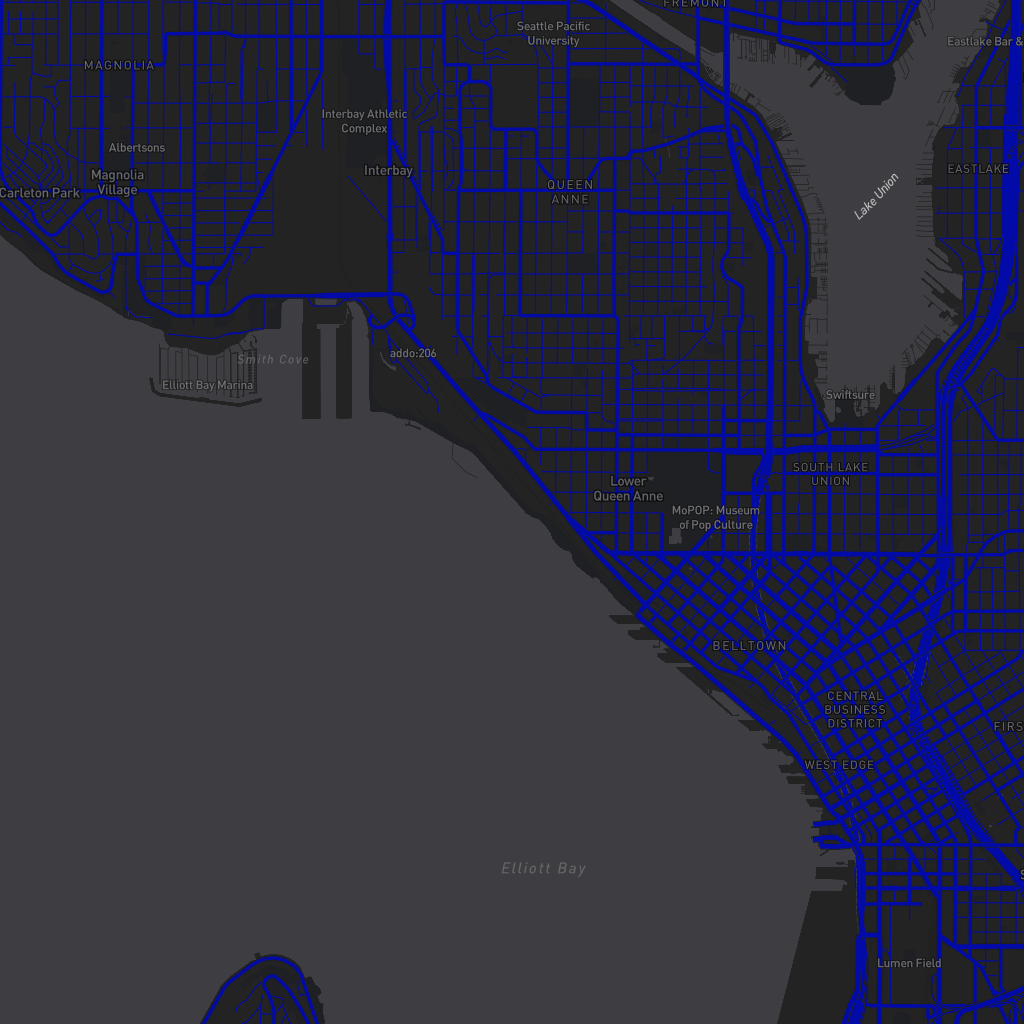 FREMONT
Seattle Pacific
University
Eastlake Bar &
MAGNOLIA
Interbay Athletic
Complex
Albertsons
Magnolia
Village
Interbay
EASTLAKE
Carleton Park
QUEEN
ANNE
Lake Union
addo:206
Smith Cove
Elliott Bay Marina
Swiftsure
SOUTH LAKE
UNION
Lower
Queen Anne
MoPOP: Museum
of Pop Culture
BELLTOWN
CENTRAL
BUSINESS
DISTRICT
FIRS
WEST EDGE
Elliott Bay
S
Lumen Field